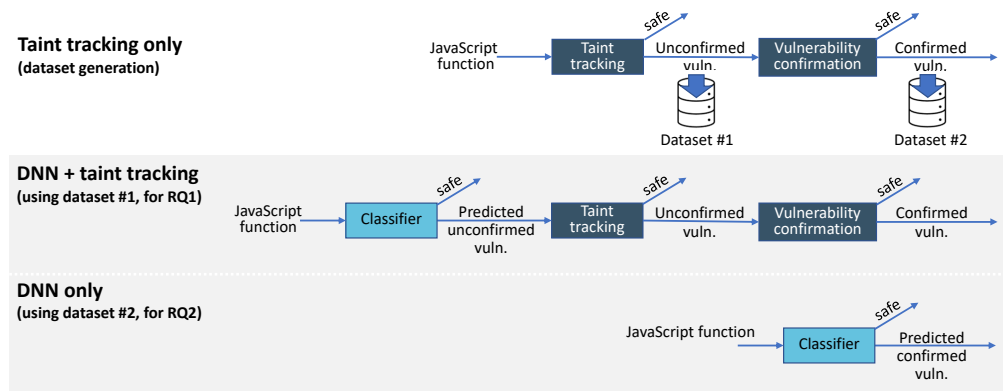 Taint tracking only
(dataset generation)
JavaScript
function
Taint
tracking
safe
Unconfirmed
vuln.
Dataset #1
Vulnerability
confirmation
safe
Confirmed
vuln.
Dataset #2
DNN + taint tracking
(using dataset #1, for RQ1)
JavaScript
function
Classifier
safe
Predicted
unconfirmed
vuln.
Taint
tracking
safe
Unconfirmed
vuln.
Vulnerability
confirmation
safe
Confirmed
vuln.
DNN only
(using dataset #2, for RQ2)
JavaScript function
Classifier
safe
Predicted
confirmed
vuln.